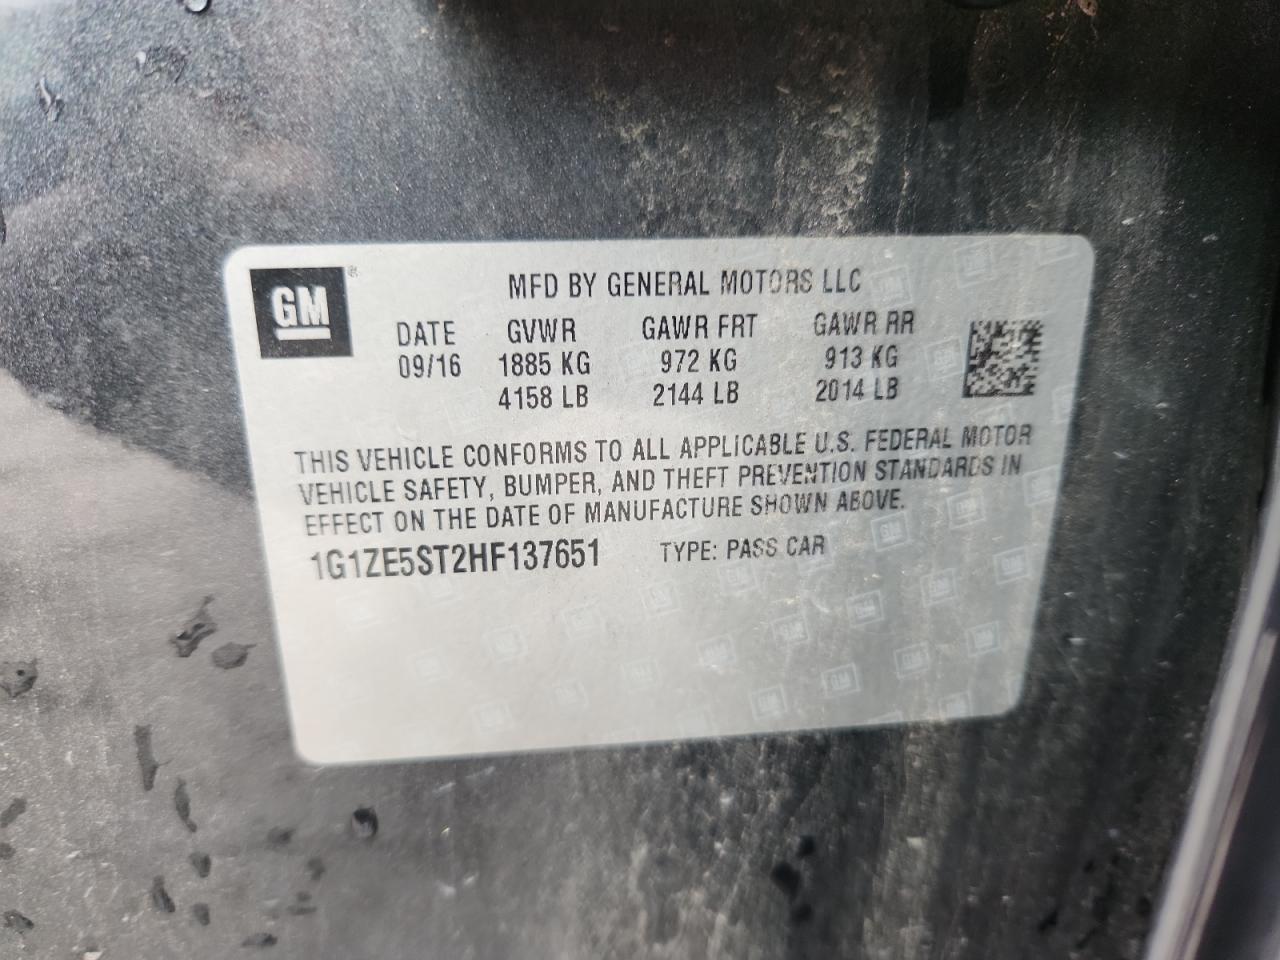 GM®
MFD BY GENERAL MOTORS LLC
DATE GVWR GAWR FRT GAWR RR
09/16 1885 KG 972 KG 913 KG
4158 LB 2144 LB 2014 LB
THIS VEHICLE CONFORMS TO ALL APPLICABLE U.S. FEDERAL MOTOR
VEHICLE SAFETY, BUMPER, AND THEFT PREVENTION STANDARDS IN
EFFECT ON THE DATE OF MANUFACTURE SHOWN ABOVE.
1G1ZE5ST2HF137651 TYPE: PASS CAR